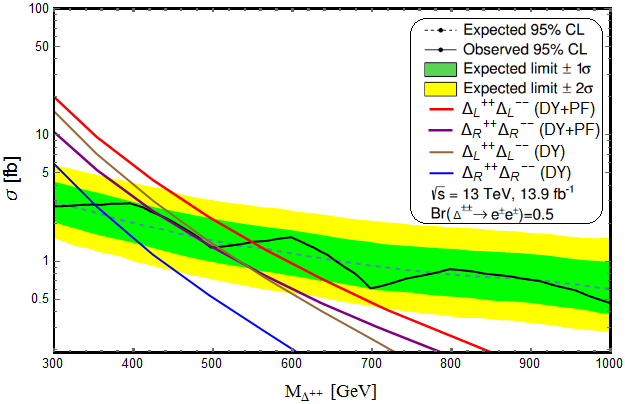 100
50
10
5
1
0.5
σ [fb]
Expected 95% CL
Observed 95% CL
Expected limit ± 1σ
Expected limit ± 2σ
Δ_L^++ Δ_L^-- (DY+PF)
Δ_R^++ Δ_R^-- (DY+PF)
Δ_L^++ Δ_L^-- (DY)
Δ_R^++ Δ_R^-- (DY)
√s = 13 TeV, 13.9 fb⁻¹
Br(Δ^±± → e^± e^±)=0.5
300 400 500 600 700 800 900 1000
M_Δ^++ [GeV]